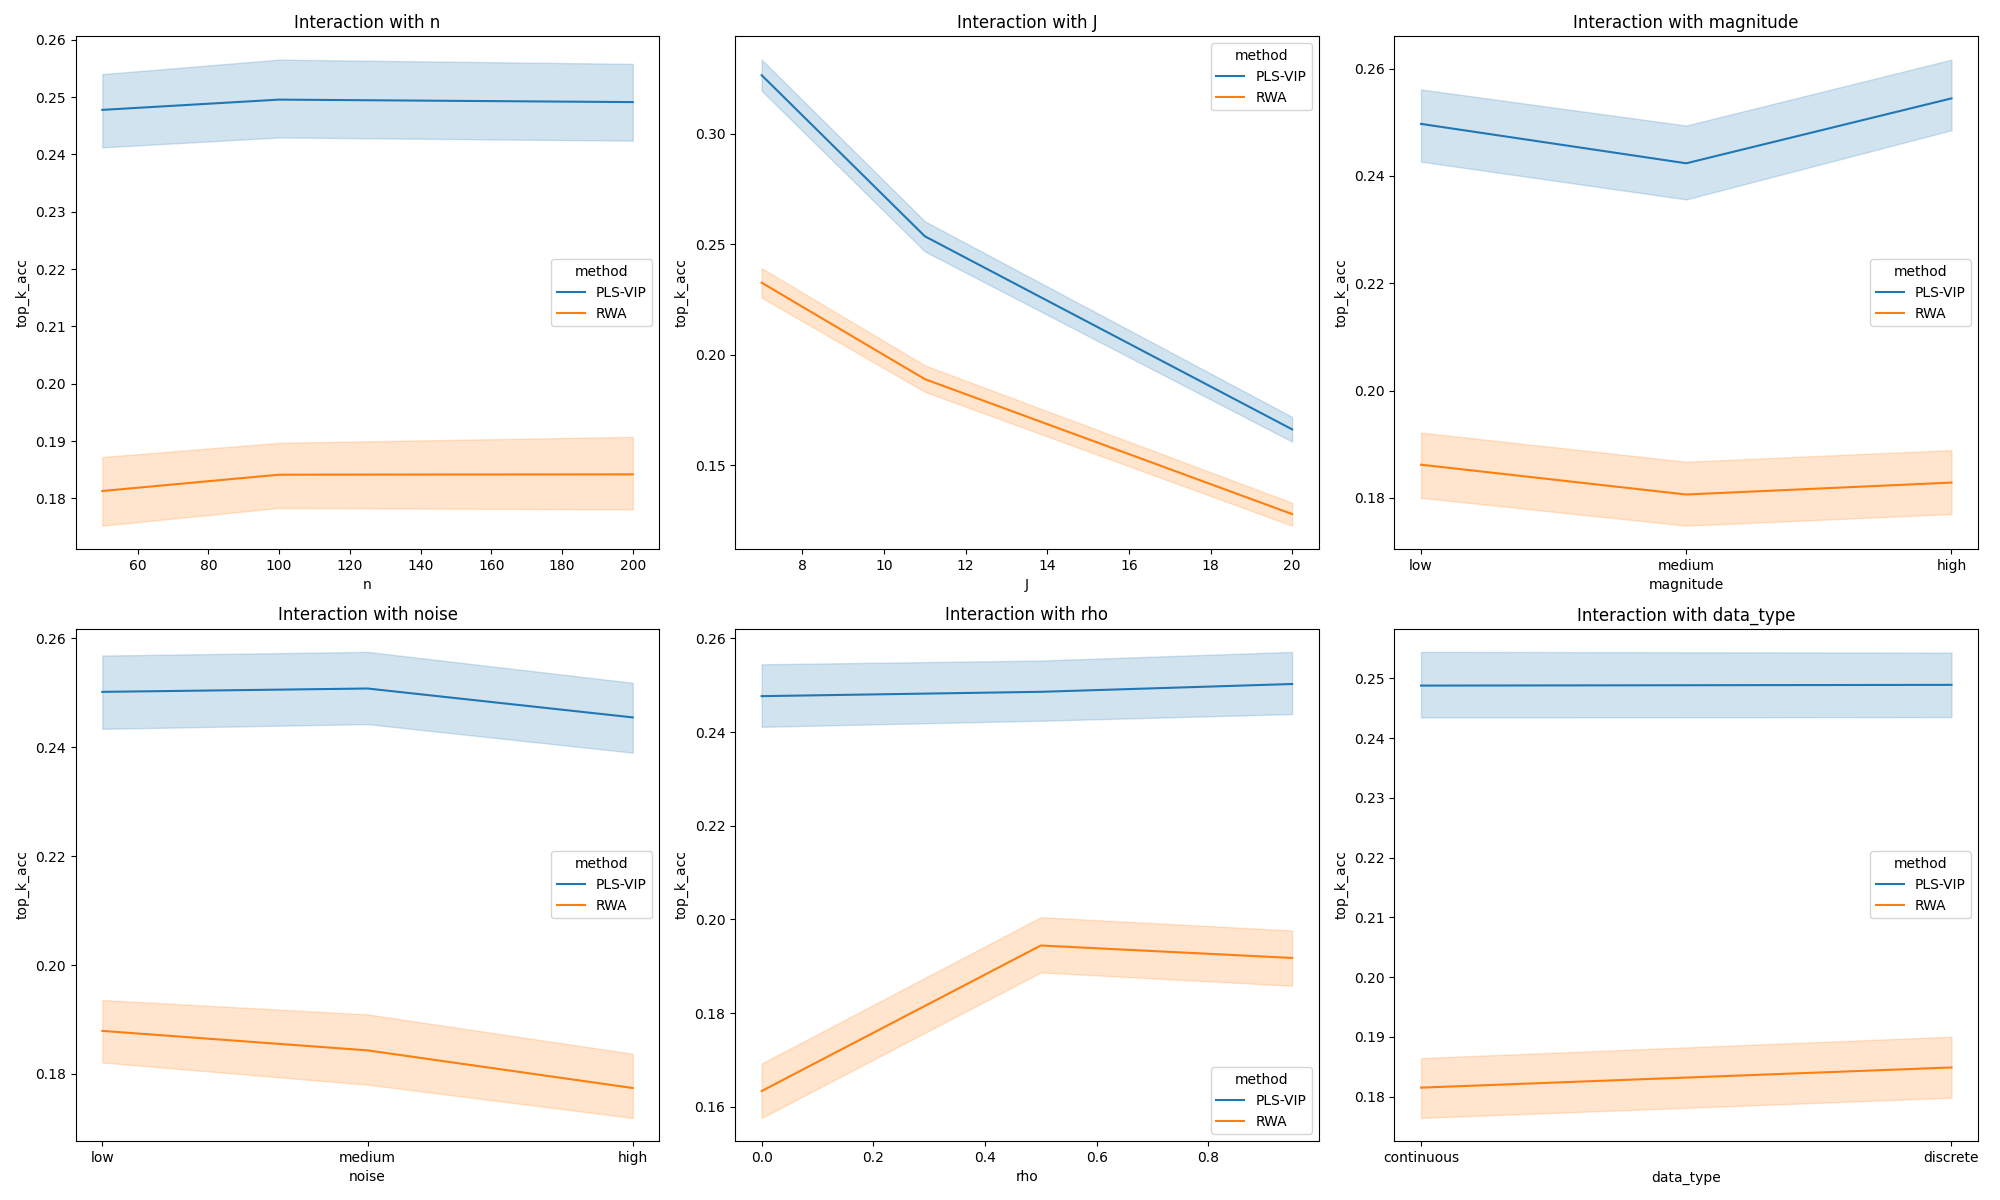 Interaction with n
0.26
0.25
0.24
0.23
0.22
0.21
0.20
0.19
0.18
top_k_acc
method
PLS-VIP
RWA
60 80 100 120 140 160 180 200
n
Interaction with J
0.30
0.25
0.20
0.15
top_k_acc
method
PLS-VIP
RWA
8 10 12 14 16 18 20
J
Interaction with magnitude
0.26
0.24
0.22
0.20
0.18
top_k_acc
method
PLS-VIP
RWA
low medium high
magnitude
Interaction with noise
0.26
0.24
0.22
0.20
0.18
top_k_acc
method
PLS-VIP
RWA
low medium high
noise
Interaction with rho
0.26
0.24
0.22
0.20
0.18
0.16
top_k_acc
method
PLS-VIP
RWA
0.0 0.2 0.4 0.6 0.8
rho
Interaction with data_type
0.25
0.24
0.23
0.22
0.21
0.20
0.19
0.18
top_k_acc
method
PLS-VIP
RWA
continuous discrete
data_type